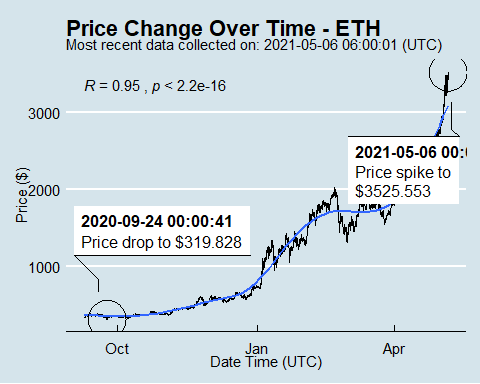 Price Change Over Time - ETH
Most recent data collected on: 2021-05-06 06:00:01 (UTC)
R = 0.95 , p < 2.2e-16
3000
2000
1000
Price ($)
2021-05-06 00:0
Price spike to
$3525.553
2020-09-24 00:00:41
Price drop to $319.828
Oct
Jan
Apr
Date Time (UTC)